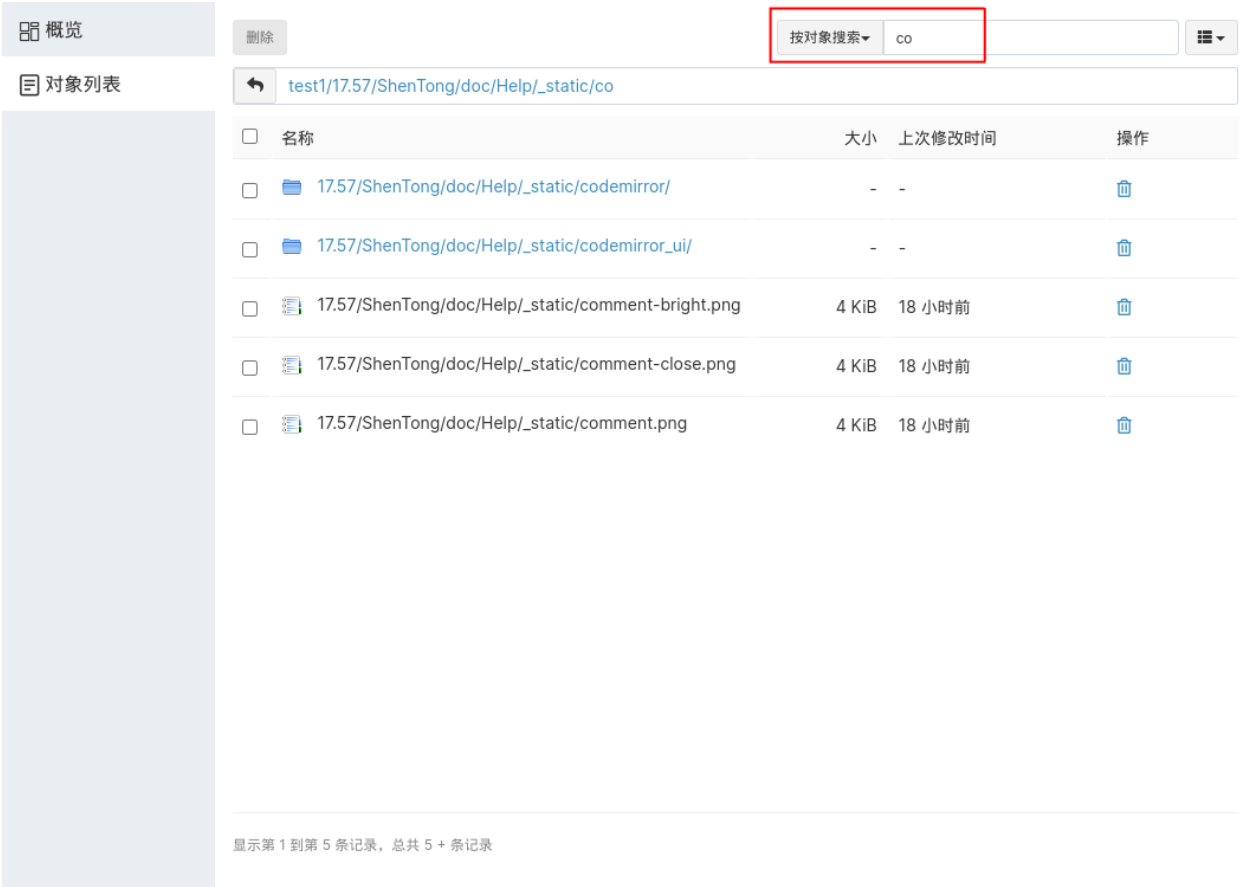 概览
对象列表
删除
按对象搜索 co
test1/17.57/ShenTong/doc/Help/_static/co
名称 大小 上次修改时间 操作
17.57/ShenTong/doc/Help/_static/codemirror/ - -
17.57/ShenTong/doc/Help/_static/codemirror_ui/ - -
17.57/ShenTong/doc/Help/_static/comment-bright.png 4 KiB 18 小时前
17.57/ShenTong/doc/Help/_static/comment-close.png 4 KiB 18 小时前
17.57/ShenTong/doc/Help/_static/comment.png 4 KiB 18 小时前
显示第 1 到第 5 条记录，总共 5 + 条记录